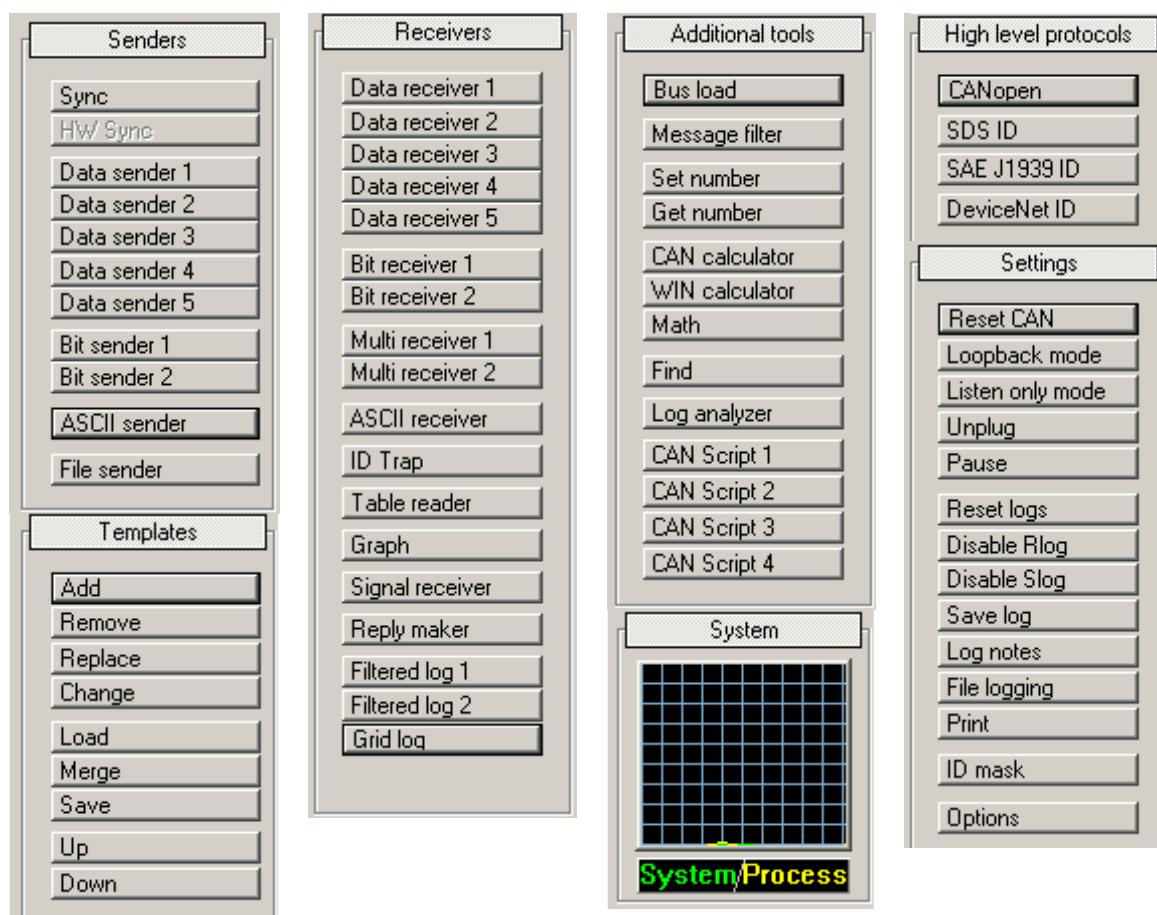 Senders
Sync
HW Sync
Data sender 1
Data sender 2
Data sender 3
Data sender 4
Data sender 5
Bit sender 1
Bit sender 2
ASCII sender
File sender
Templates
Add
Remove
Replace
Change
Load
Merge
Save
Up
Down
Receivers
Data receiver 1
Data receiver 2
Data receiver 3
Data receiver 4
Data receiver 5
Bit receiver 1
Bit receiver 2
Multi receiver 1
Multi receiver 2
ASCII receiver
ID Trap
Table reader
Graph
Signal receiver
Reply maker
Filtered log 1
Filtered log 2
Grid log
Additional tools
Bus load
Message filter
Set number
Get number
CAN calculator
WIN calculator
Math
Find
Log analyzer
CAN Script 1
CAN Script 2
CAN Script 3
CAN Script 4
System
System/Process
High level protocols
CANopen
SDS ID
SAE J1939 ID
DeviceNet ID
Settings
Reset CAN
Loopback mode
Listen only mode
Unplug
Pause
Reset logs
Disable Rlog
Disable Slog
Save log
Log notes
File logging
Print
ID mask
Options